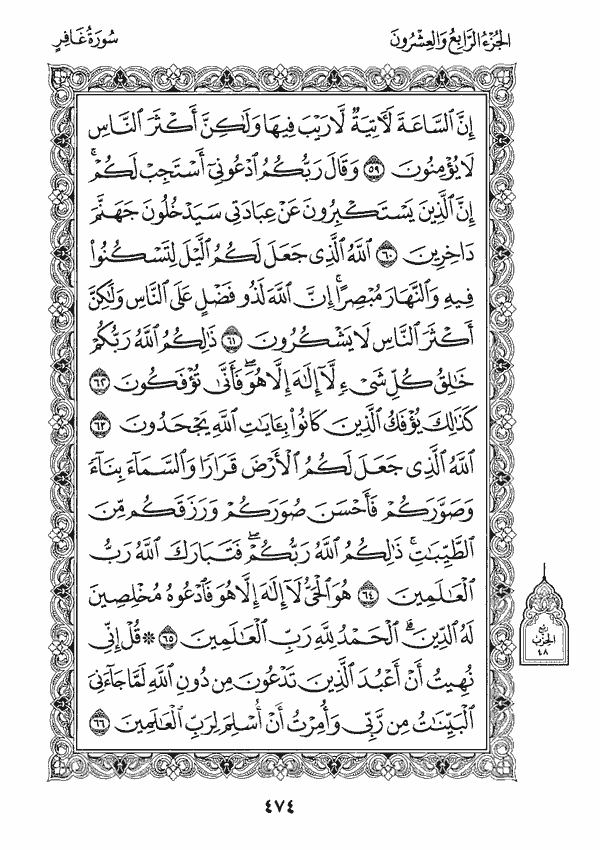 الجزء الرابع والعشرون
سورة غافر
إِنَّ ٱلسَّاعَةَ لَأٓتِيَةٌ لَّا رَيْبَ فِيهَا وَلَٰكِنَّ أَكْثَرَ ٱلنَّاسِ
لَا يُؤْمِنُونَ ٥٩ وَقَالَ رَبُّكُمُ ٱدْعُونِىٓ أَسْتَجِبْ لَكُمْ ۚ
إِنَّ ٱلَّذِينَ يَسْتَكْبِرُونَ عَنْ عِبَادَتِى سَيَدْخُلُونَ جَهَنَّمَ
دَاخِرِينَ ٦٠ ٱللَّهُ ٱلَّذِى جَعَلَ لَكُمُ ٱلَّيْلَ لِتَسْكُنُوا۟
فِيهِ وَٱلنَّهَارَ مُبْصِرًا ۚ إِنَّ ٱللَّهَ لَذُو فَضْلٍ عَلَى ٱلنَّاسِ وَلَٰكِنَّ
أَكْثَرَ ٱلنَّاسِ لَا يَشْكُرُونَ ٦١ ذَٰلِكُمُ ٱللَّهُ رَبُّكُمْ
خَٰلِقُ كُلِّ شَىْءٍ لَّآ إِلَٰهَ إِلَّا هُوَ ۖ فَأَنَّىٰ تُؤْفَكُونَ ٦٢
كَذَٰلِكَ يُؤْفَكُ ٱلَّذِينَ كَانُوا۟ بِـَٔايَٰتِ ٱللَّهِ يَجْحَدُونَ ٦٣
ٱللَّهُ ٱلَّذِى جَعَلَ لَكُمُ ٱلْأَرْضَ قَرَارًا وَٱلسَّمَآءَ بِنَآءً
وَصَوَّرَكُمْ فَأَحْسَنَ صُوَرَكُمْ وَرَزَقَكُم مِّنَ
ٱلطَّيِّبَٰتِ ۚ ذَٰلِكُمُ ٱللَّهُ رَبُّكُمْ ۖ فَتَبَارَكَ ٱللَّهُ رَبُّ
ٱلْعَٰلَمِينَ ٦٤ هُوَ ٱلْحَىُّ لَآ إِلَٰهَ إِلَّا هُوَ فَٱدْعُوهُ مُخْلِصِينَ
لَهُ ٱلدِّينَ ۗ ٱلْحَمْدُ لِلَّهِ رَبِّ ٱلْعَٰلَمِينَ ٦٥ ۞ قُلْ إِنِّى
نُهِيتُ أَنْ أَعْبُدَ ٱلَّذِينَ تَدْعُونَ مِن دُونِ ٱللَّهِ لَمَّا جَآءَنِىَ
ٱلْبَيِّنَٰتُ مِن رَّبِّى وَأُمِرْتُ أَنْ أُسْلِمَ لِرَبِّ ٱلْعَٰلَمِينَ ٦٦
ربع
الحزب
٤٨
٤٧٤